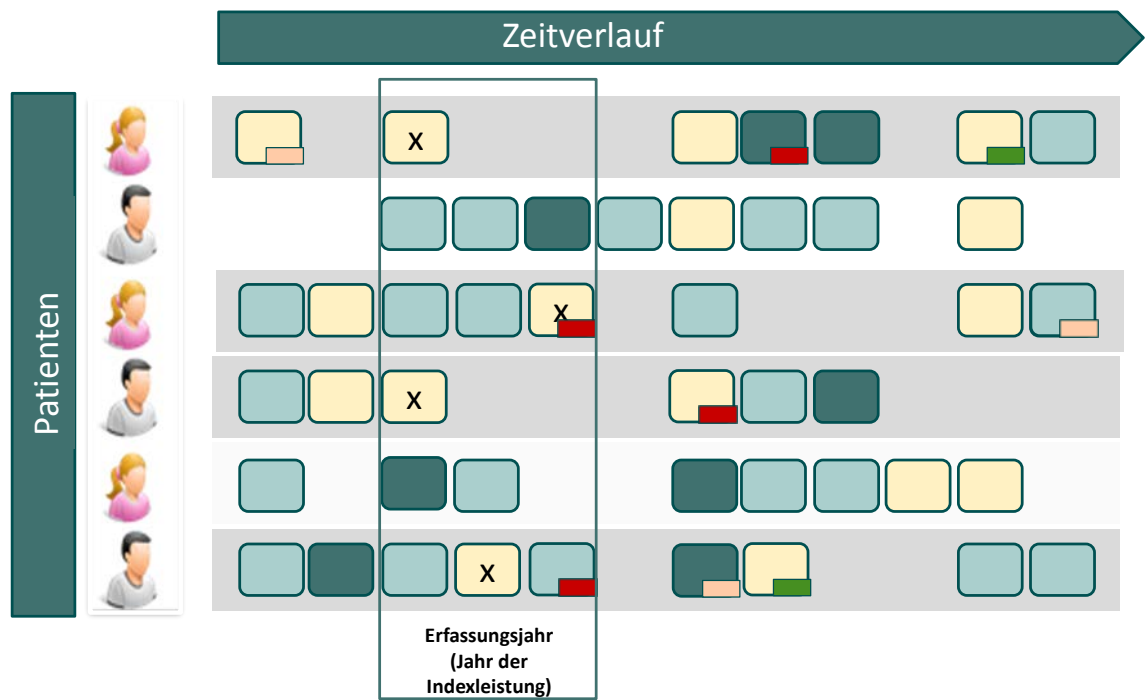 Zeitverlauf
Patienten
x
x
x
x
Erfassungsjahr
(Jahr der
Indexleistung)